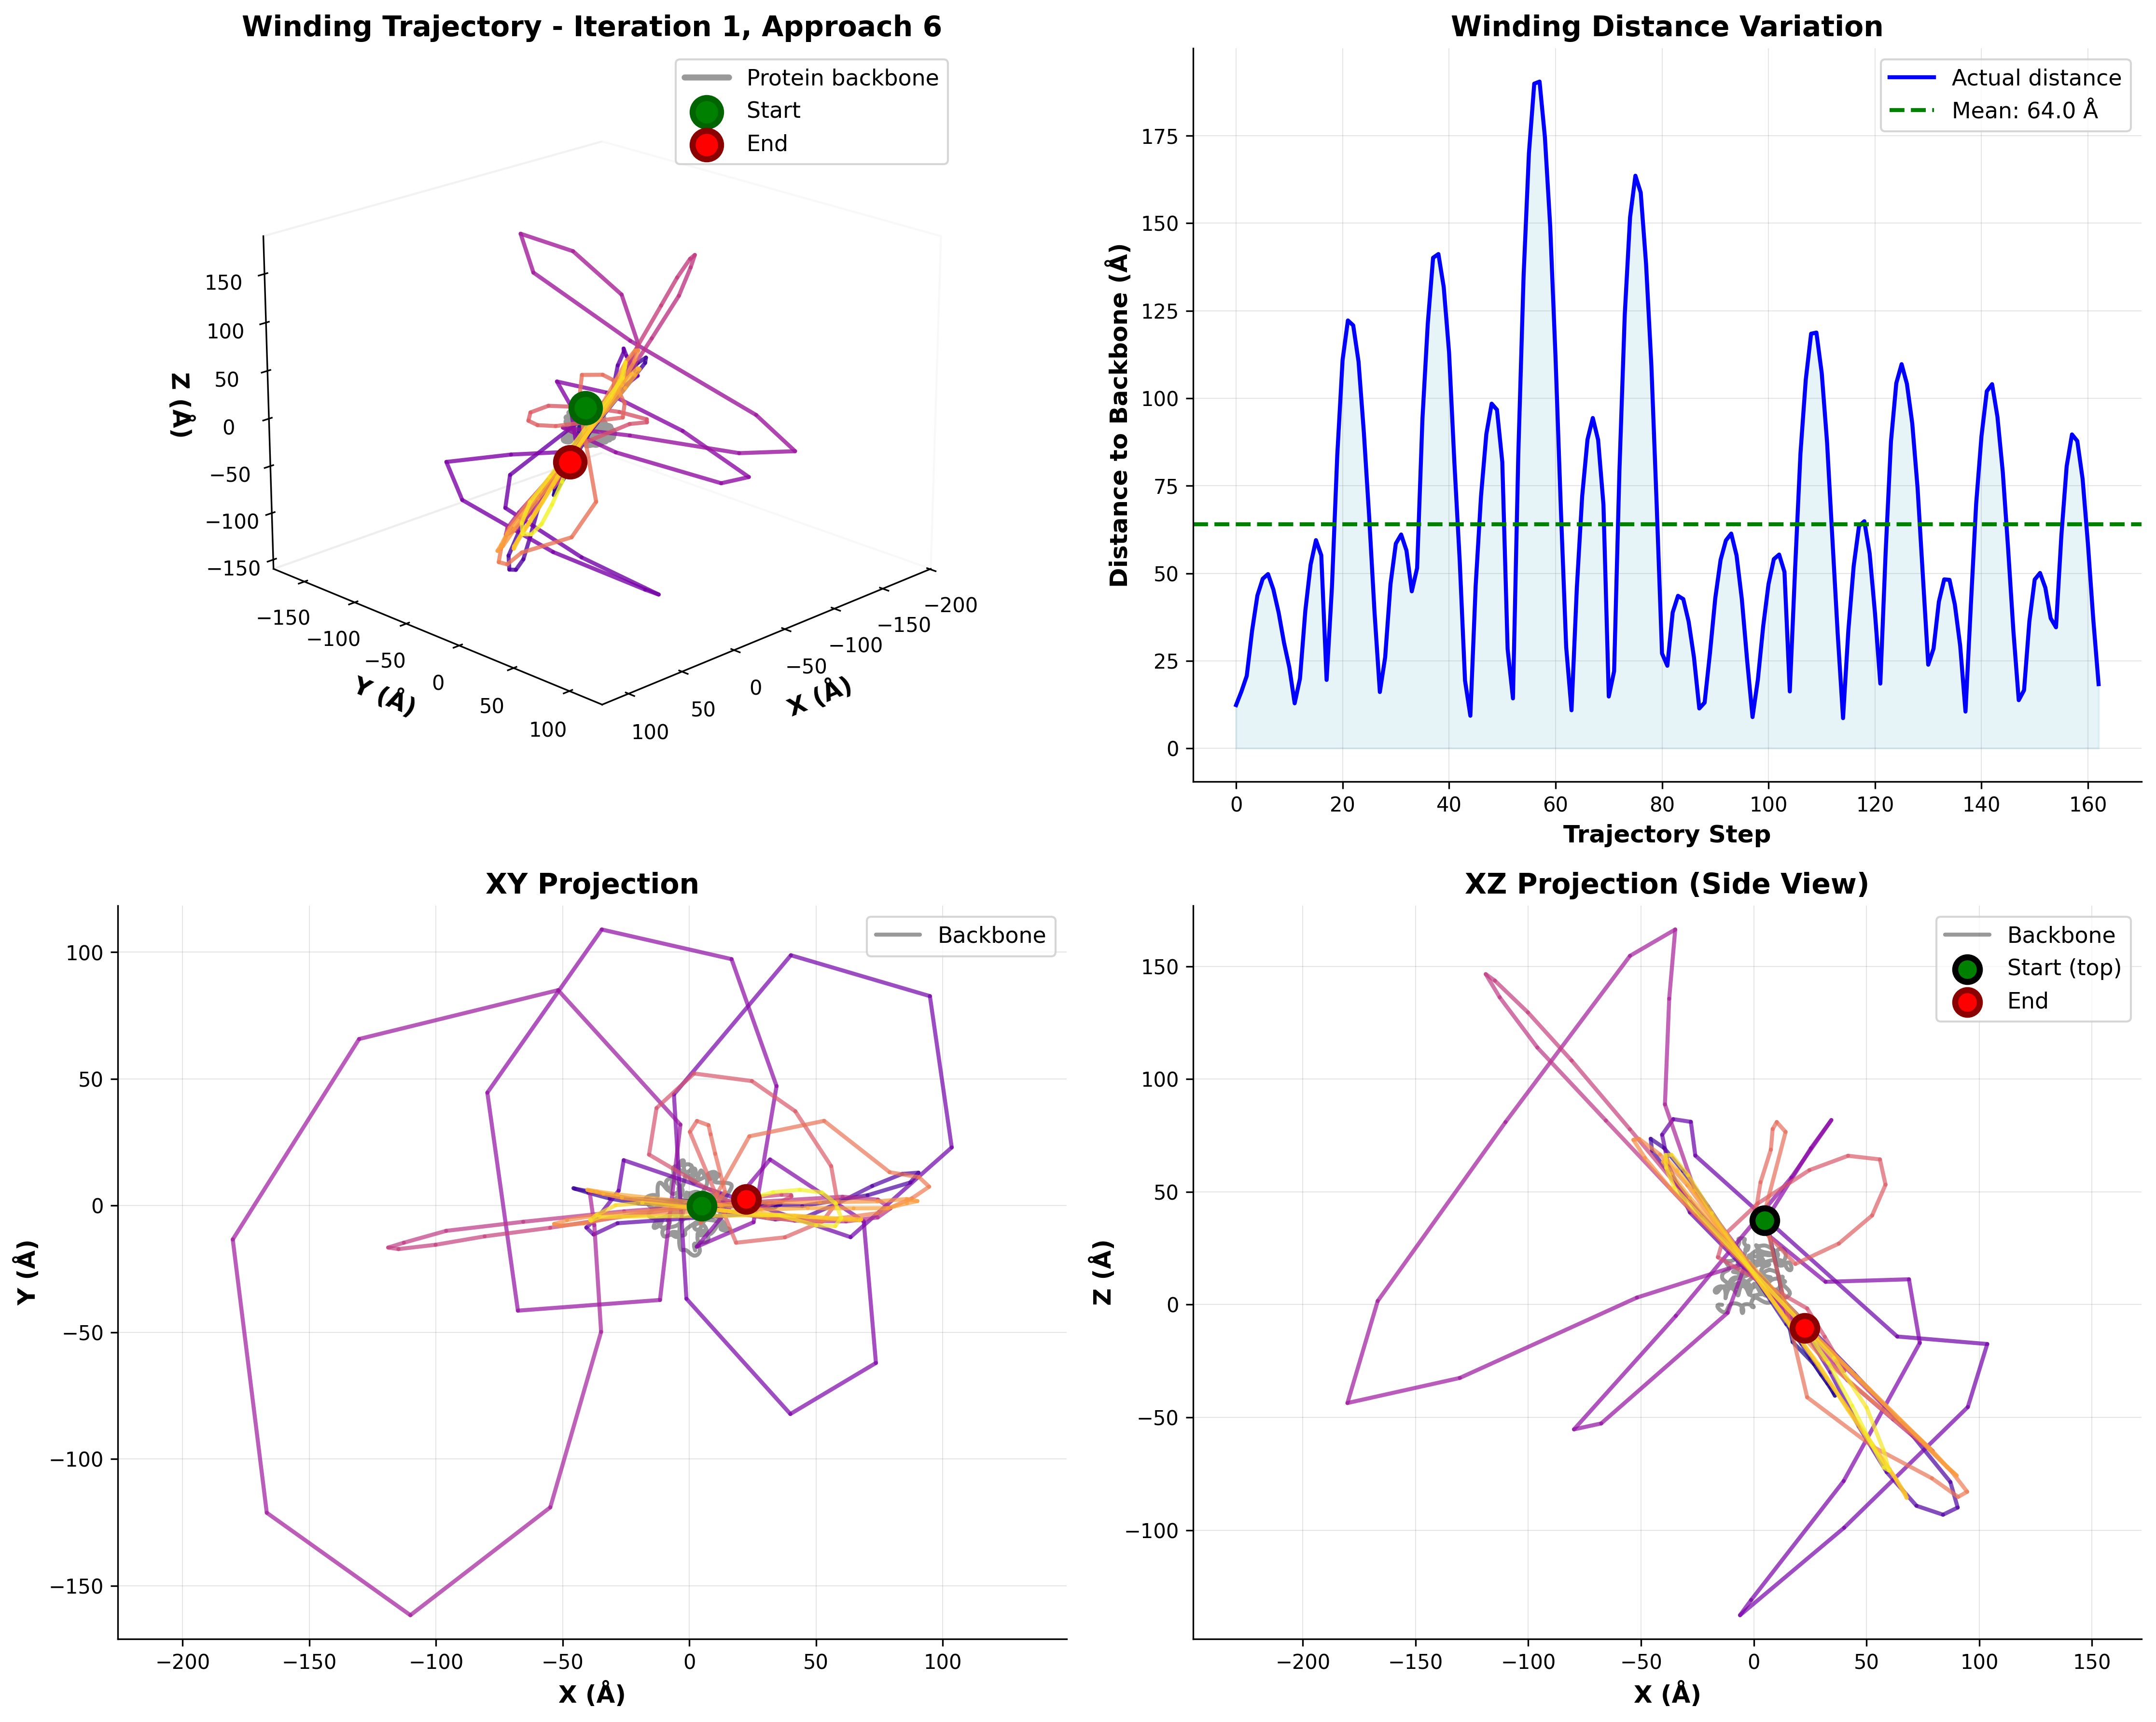 Winding Trajectory - Iteration 1, Approach 6
Protein backbone
Start
End
150
100
50
0
−50
−100
−150
Z (Å)
−150
−100
−50
0
50
100
Y (Å)
100
50
0
−50
−100
−150
−200
X (Å)
Winding Distance Variation
Actual distance
Mean: 64.0 Å
175
150
125
100
75
50
25
0
Distance to Backbone (Å)
0 20 40 60 80 100 120 140 160
Trajectory Step
XY Projection
Backbone
100
50
0
−50
−100
−150
Y (Å)
−200 −150 −100 −50 0 50 100
X (Å)
XZ Projection (Side View)
Backbone
Start (top)
End
150
100
50
0
−50
−100
Z (Å)
−200 −150 −100 −50 0 50 100 150
X (Å)